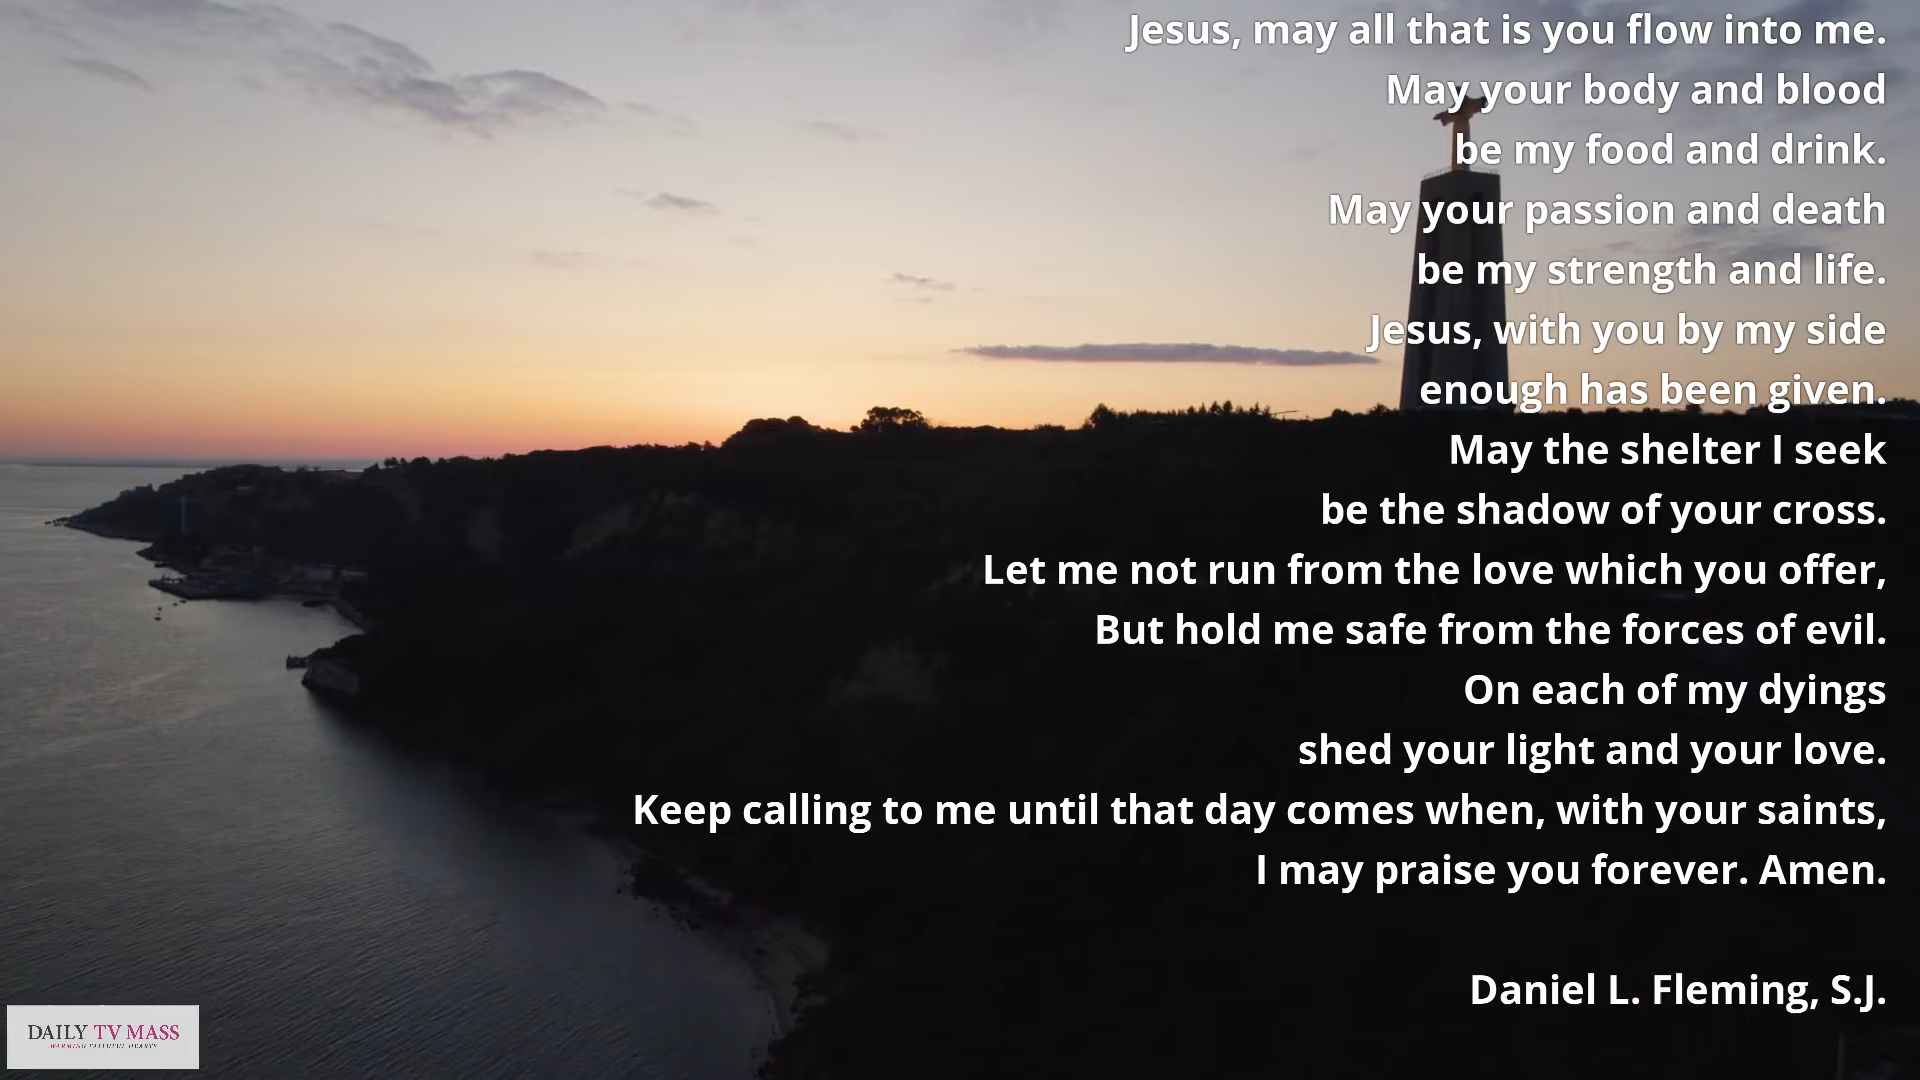 Jesus, may all that is you flow into me.
May your body and blood
be my food and drink.
May your passion and death
be my strength and life.
Jesus, with you by my side
enough has been given.
May the shelter I seek
be the shadow of your cross.
Let me not run from the love which you offer,
But hold me safe from the forces of evil.
On each of my dyings
shed your light and your love.
Keep calling to me until that day comes when, with your saints,
I may praise you forever. Amen.
Daniel L. Fleming, S.J.
DAILY TV MASS
WARMING FAITHFUL HEARTS